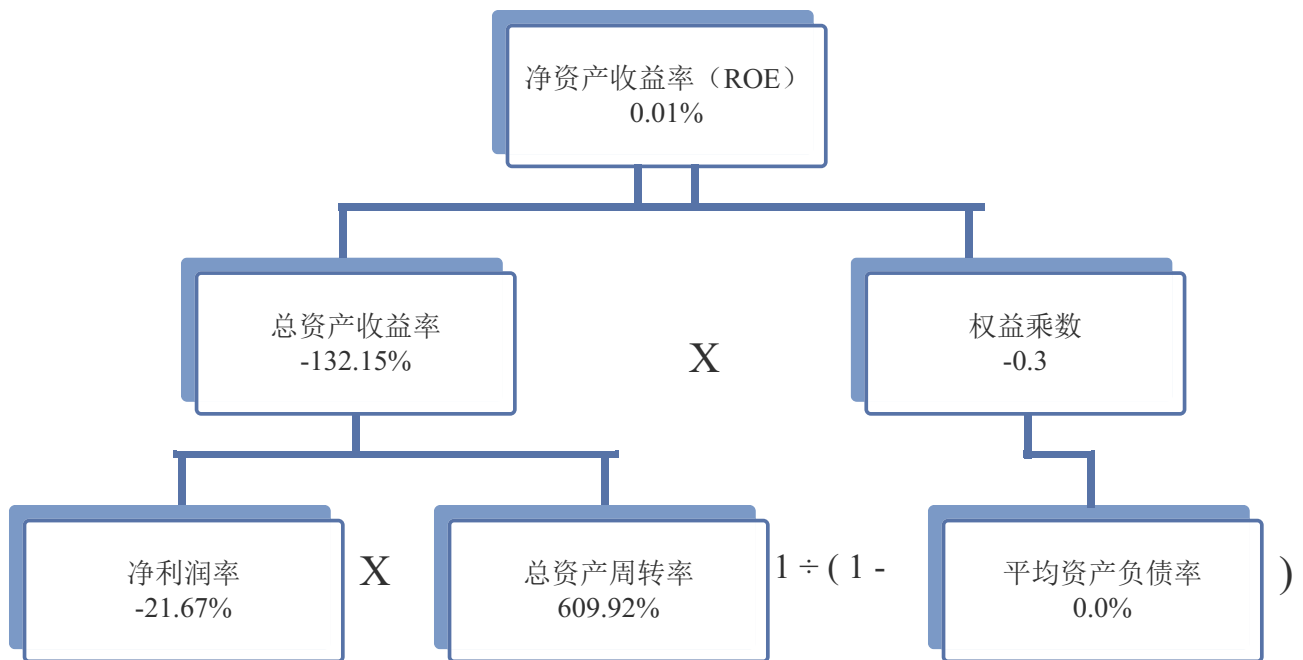 净资产收益率（ROE）
0.01%
总资产收益率
-132.15%
X
权益乘数
-0.3
净利润率
-21.67%
X
总资产周转率
609.92%
1 ÷ ( 1 -
平均资产负债率
0.0%
)